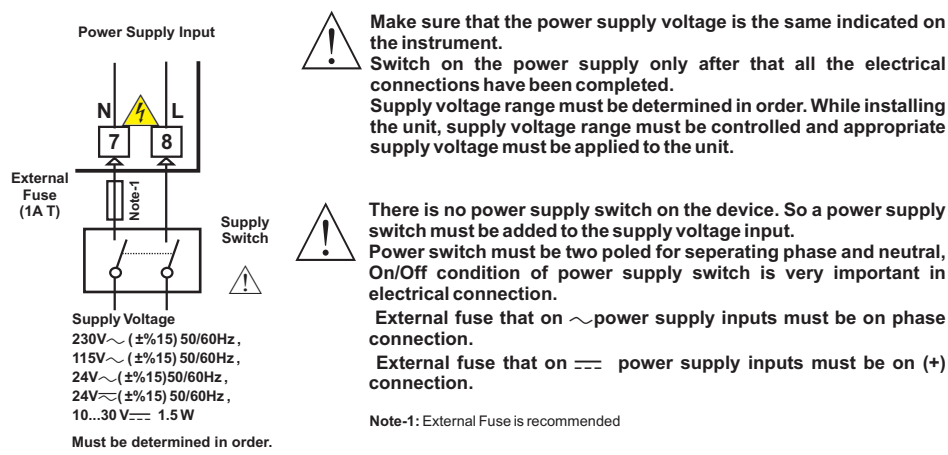 Power Supply Input
N L
7 8
External
Fuse
(1A T)
Note-1
Supply
Switch
Supply Voltage
230V～ ( ±%15) 50/60Hz ,
115V～ ( ±%15) 50/60Hz ,
24V～( ±%15)50/60Hz ,
24V⏦( ±%15) 50/60Hz ,
10...30 V⎓ 1.5 W
Must be determined in order.
Make sure that the power supply voltage is the same indicated on
the instrument.
Switch on the power supply only after that all the electrical
connections have been completed.
Supply voltage range must be determined in order. While installing
the unit, supply voltage range must be controlled and appropriate
supply voltage must be applied to the unit.
There is no power supply switch on the device. So a power supply
switch must be added to the supply voltage input.
Power switch must be two poled for seperating phase and neutral,
On/Off condition of power supply switch is very important in
electrical connection.
External fuse that on ～power supply inputs must be on phase
connection.
External fuse that on ⎓ power supply inputs must be on (+)
connection.
Note-1: External Fuse is recommended